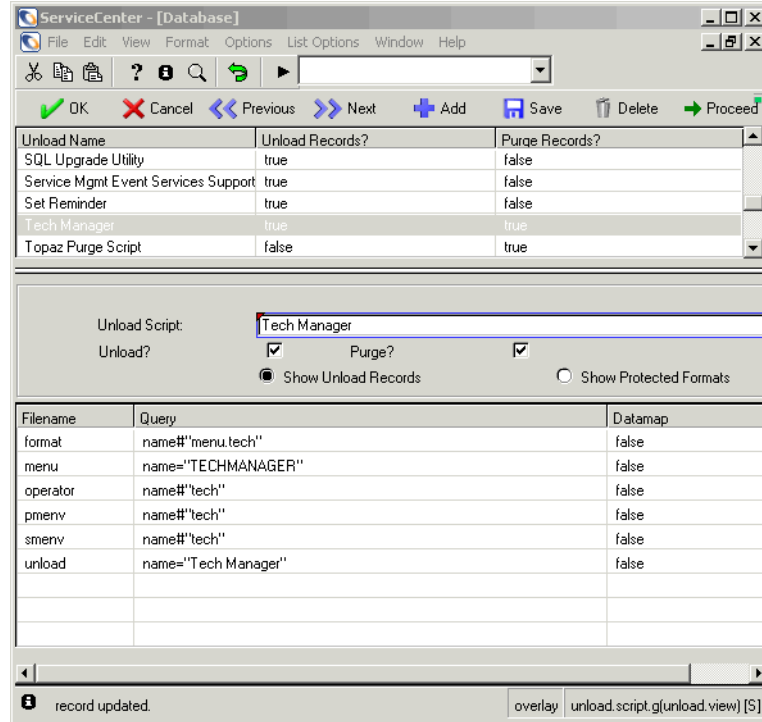 ServiceCenter - [Database]
File Edit View Format Options List Options Window Help
OK Cancel Previous Next Add Save Delete Proceed
Unload Name Unload Records? Purge Records?
SQL Upgrade Utility true false
Service Mgmt Event Services Support true false
Set Reminder true false
Tech Manager true true
Topaz Purge Script false true
Unload Script: Tech Manager
Unload? Purge?
Show Unload Records Show Protected Formats
Filename Query Datamap
format name#"menu.tech" false
menu name="TECHMANAGER" false
operator name#"tech" false
pmenv name#"tech" false
smenv name#"tech" false
unload name="Tech Manager" false
record updated. overlay unload.script.g(unload.view) [S]